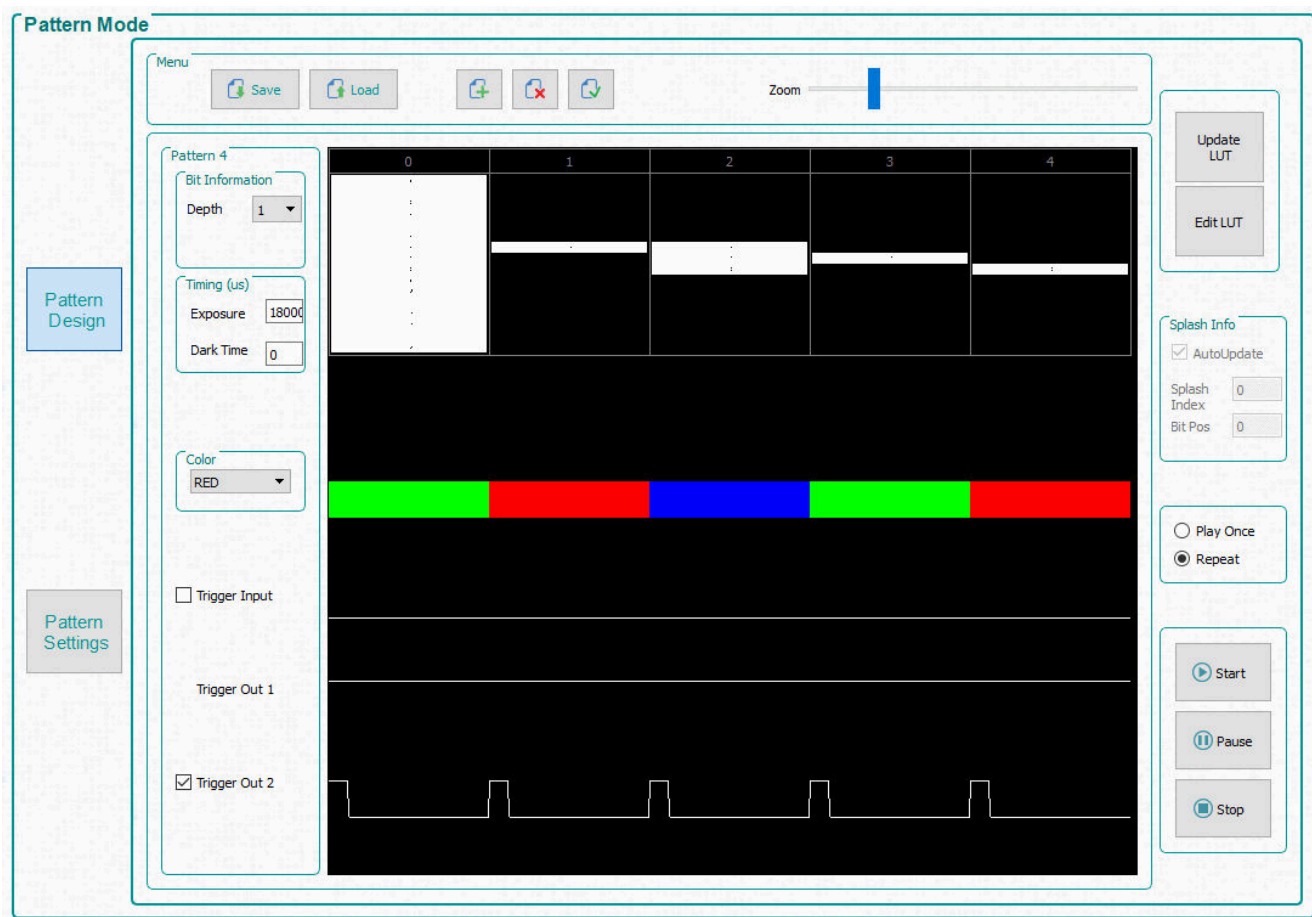 Pattern Mode
Menu
Save
Load
Zoom
Pattern 4
Bit Information
Depth 1
Timing (us)
Exposure 18000
Dark Time 0
Color
RED
Trigger Input
Trigger Out 1
Trigger Out 2
0 1 2 3 4
Pattern
Design
Pattern
Settings
Update
LUT
Edit LUT
Splash Info
AutoUpdate
Splash
Index
0
Bit Pos 0
Play Once
Repeat
Start
Pause
Stop